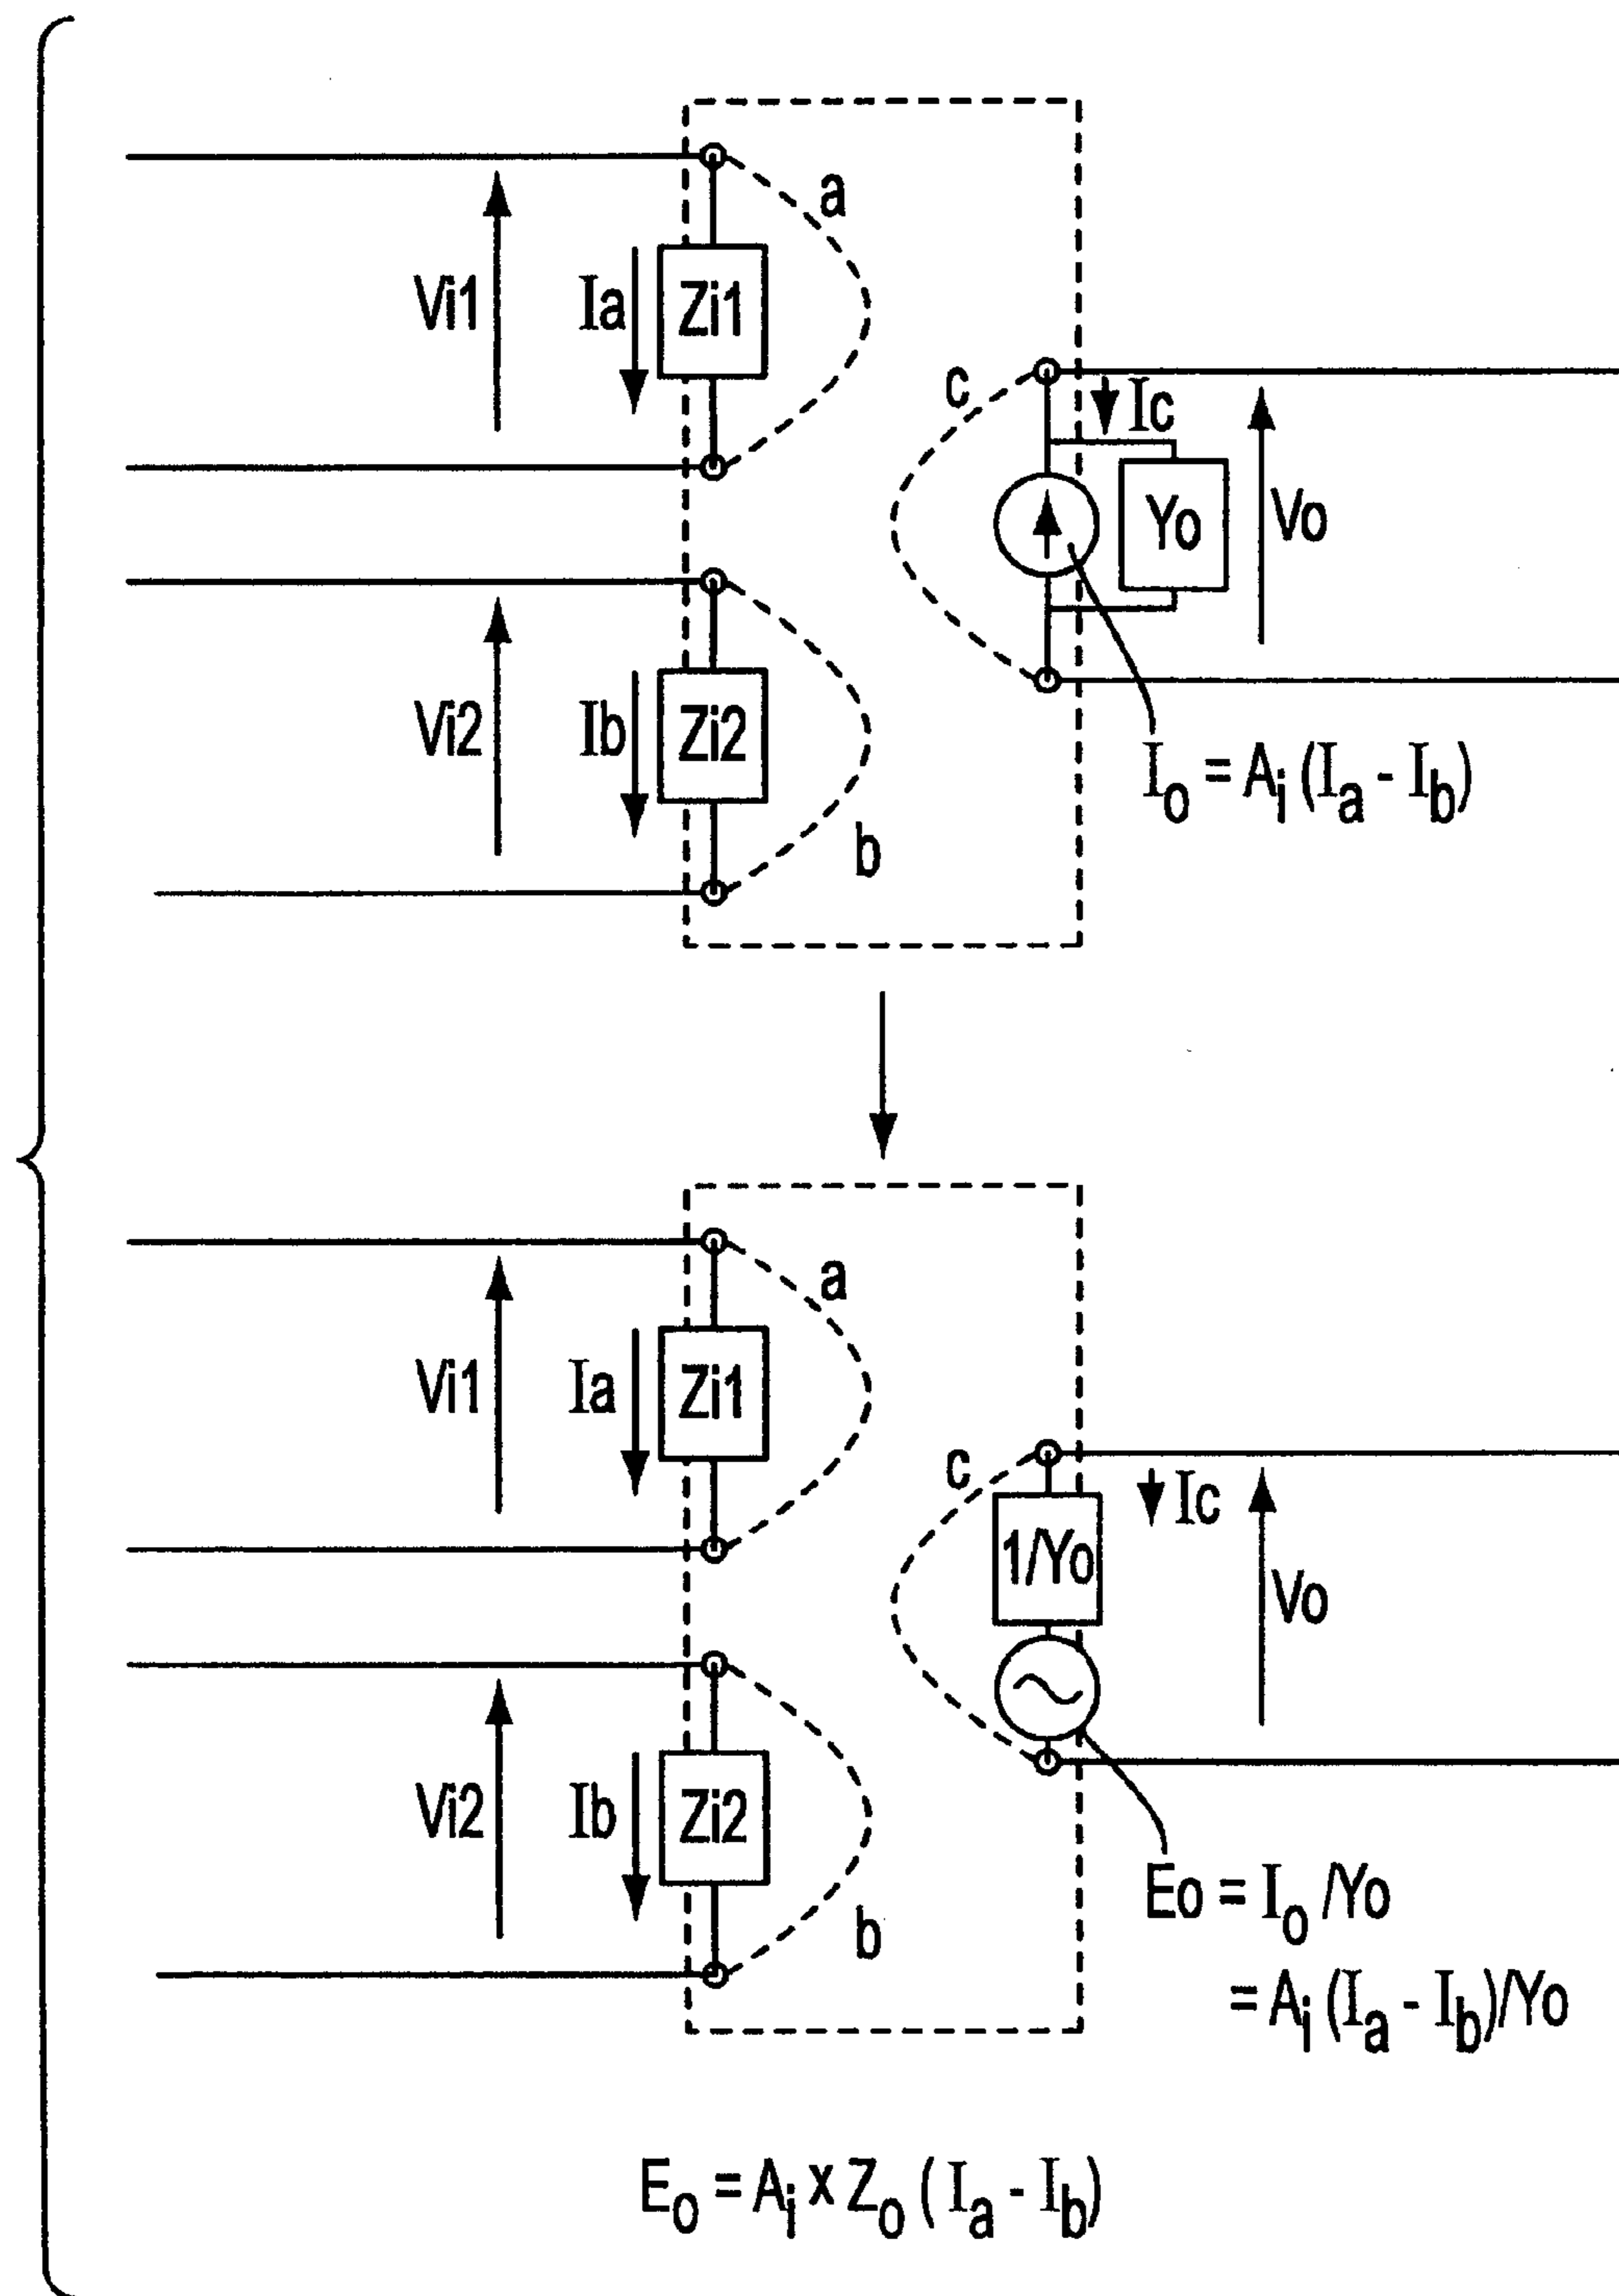 a
Vi1
Ia
Zi1
c
Ic
Yo
Vo
Vi2
Ib
Zi2
b
Io = Ai (Ia - Ib)
a
Vi1
Ia
Zi1
c
Ic
1/Yo
Vo
Vi2
Ib
Zi2
b
Eo = Io /Yo
= Ai (Ia - Ib)/Yo
Eo = Ai x Zo ( Ia - Ib)